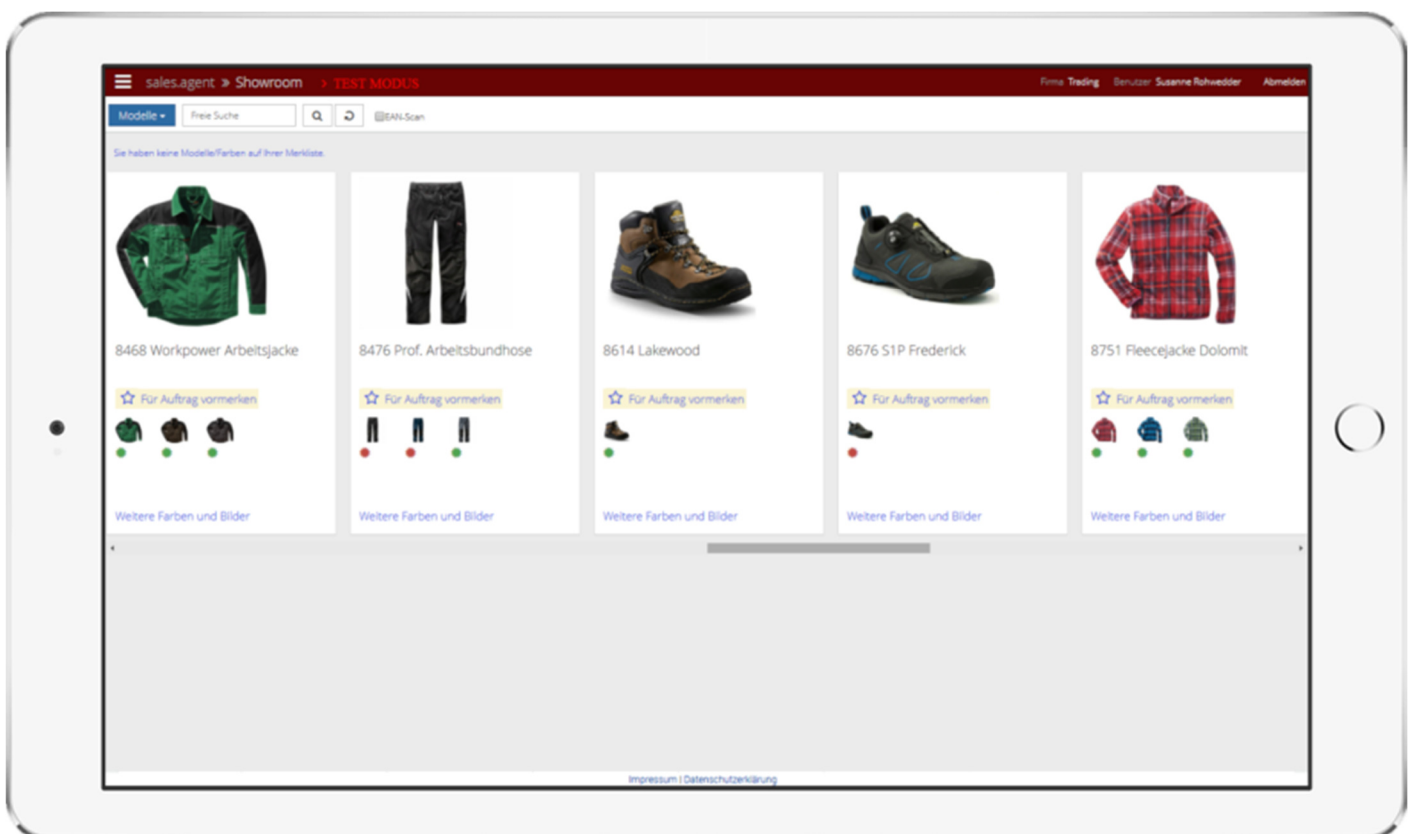 sales.agent » Showroom > TEST MODUS Firma Trading Benutzer Susanne Rohwedder Abmelden
Modelle Freie Suche EAN-Scan
Sie haben keine Modelle/Farben auf Ihrer Merkliste.
8468 Workpower Arbeitsjacke
Für Auftrag vormerken
Weitere Farben und Bilder
8476 Prof. Arbeitsbundhose
Für Auftrag vormerken
Weitere Farben und Bilder
8614 Lakewood
Für Auftrag vormerken
Weitere Farben und Bilder
8676 S1P Frederick
Für Auftrag vormerken
Weitere Farben und Bilder
8751 Fleecejacke Dolomit
Für Auftrag vormerken
Weitere Farben und Bilder
Impressum | Datenschutzerklärung